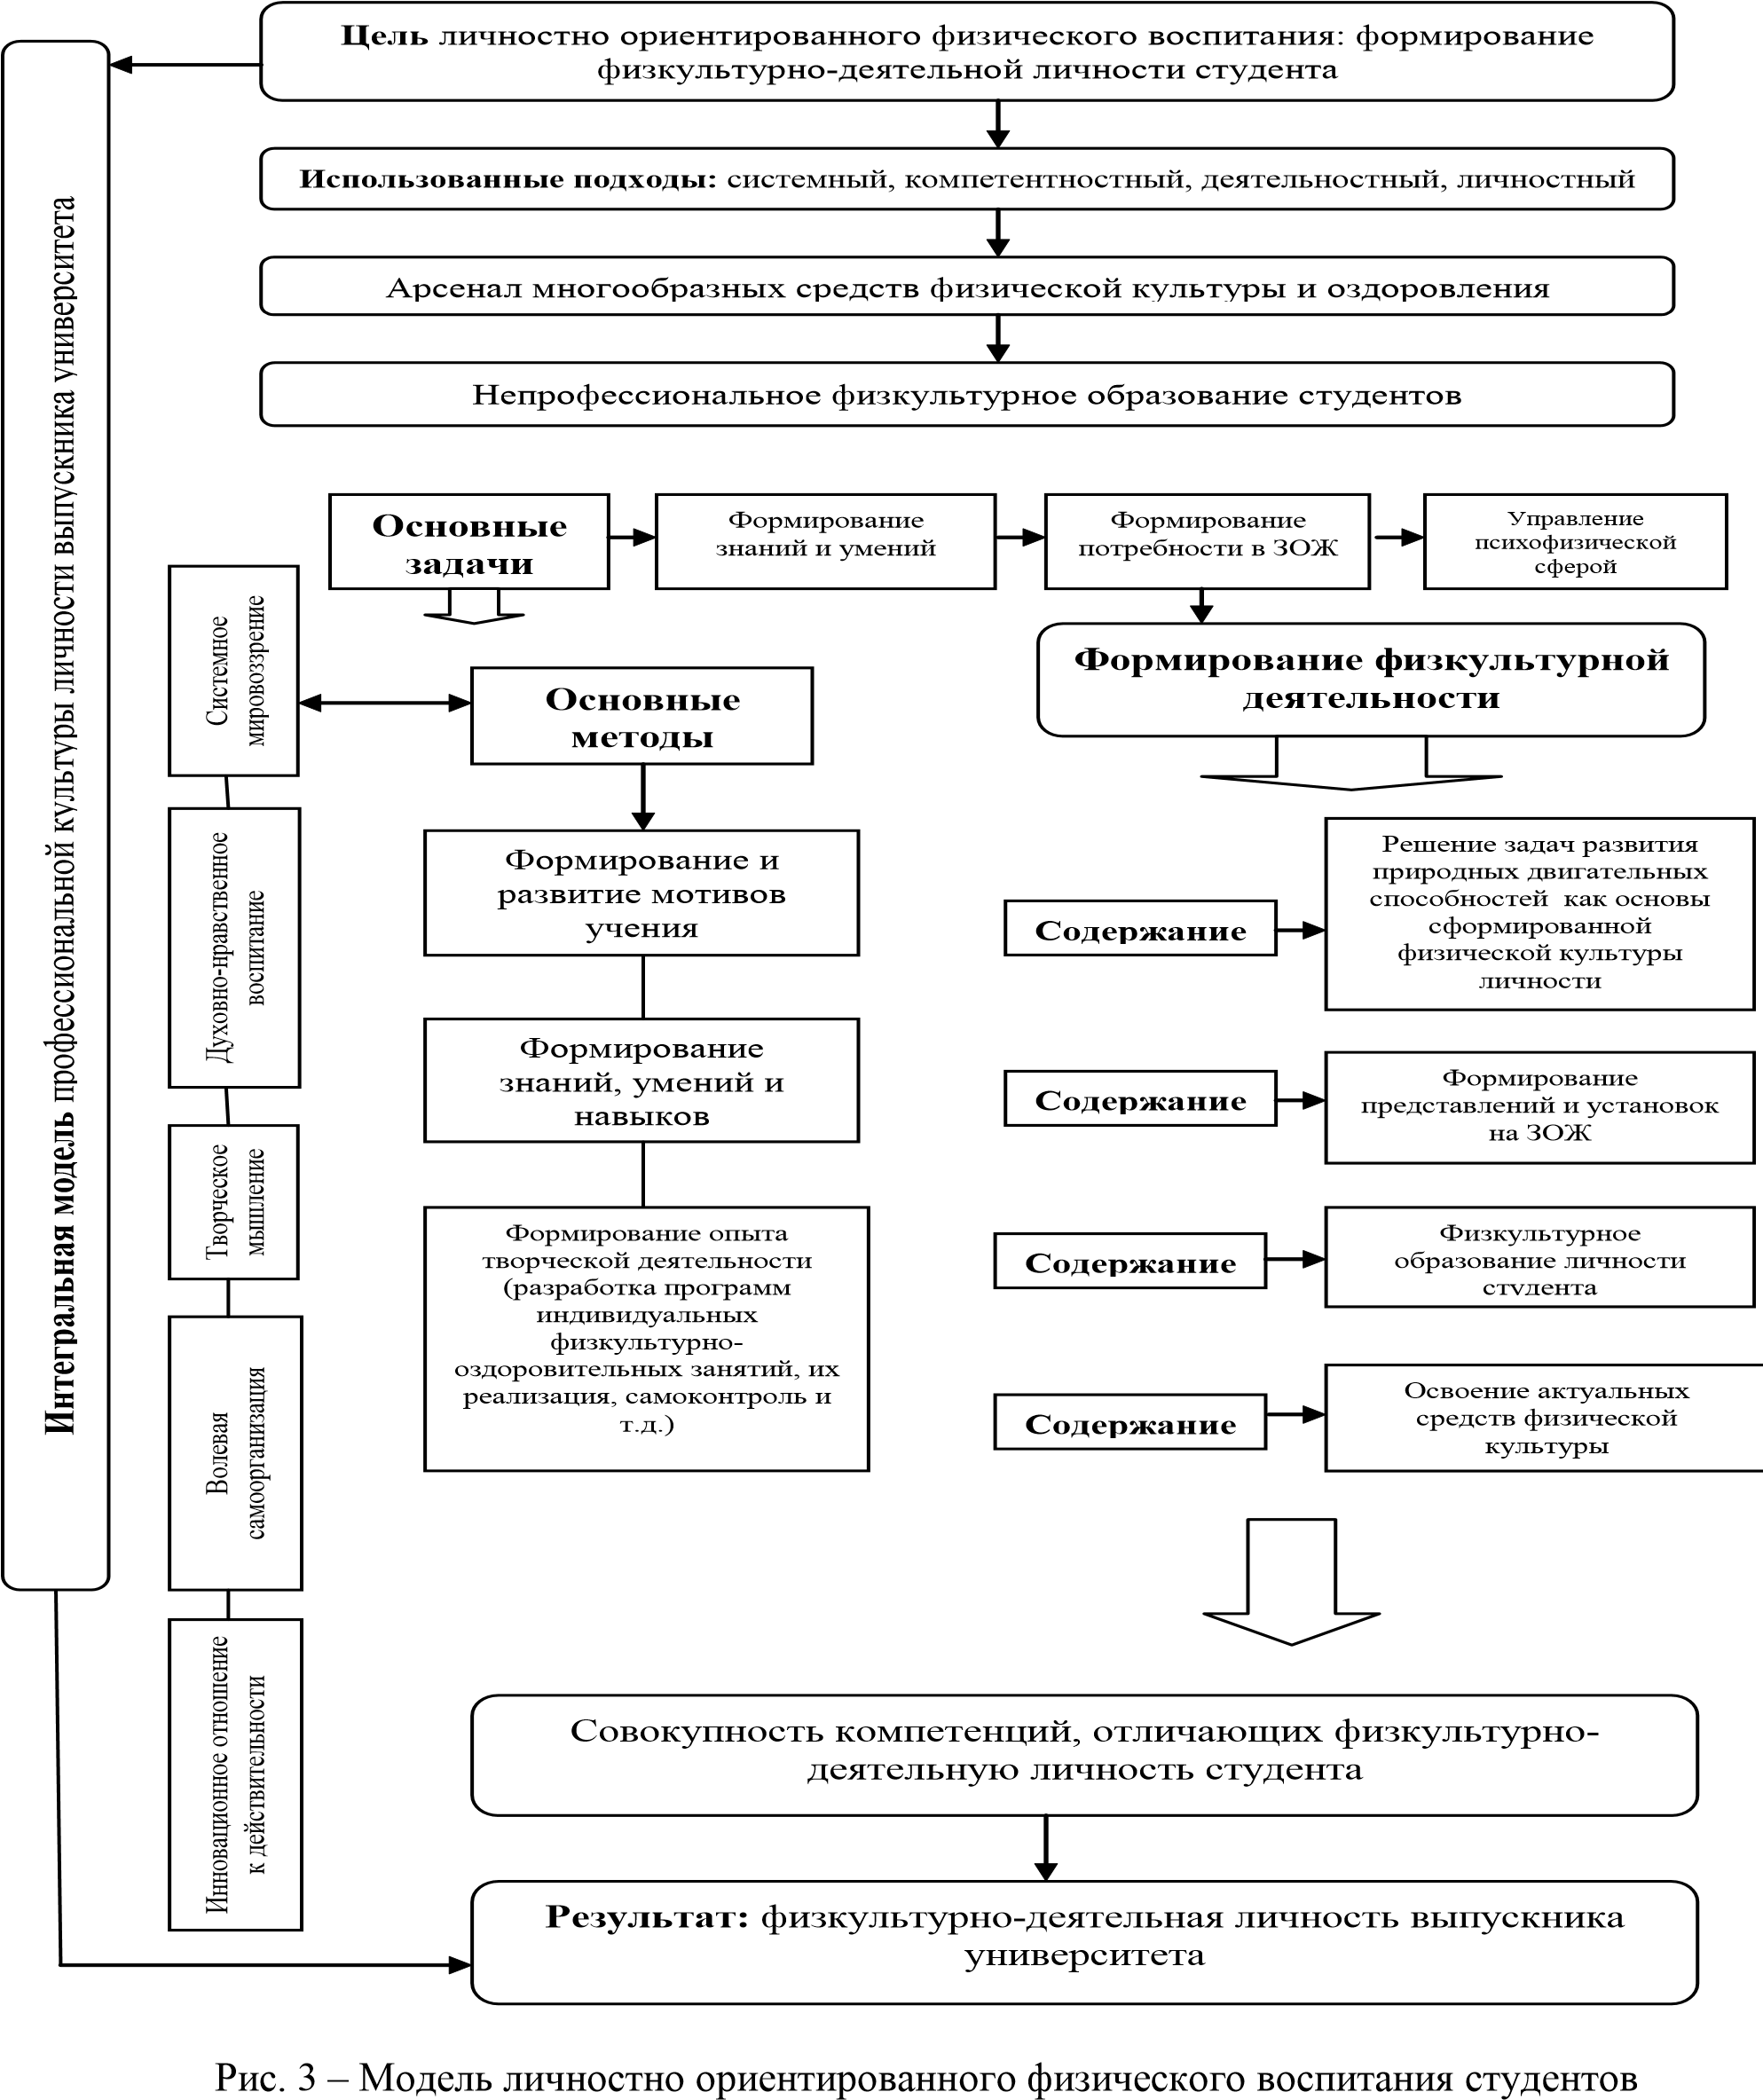 Цель личностно ориентированного физического воспитания: формирование
физкультурно-деятельной личности студента
Использованные подходы: системный, компетентностный, деятельностный, личностный
Арсенал многообразных средств физической культуры и оздоровления
Непрофессиональное физкультурное образование студентов
Интегральная модель профессиональной культуры личности выпускника университета
Основные
задачи
Формирование
знаний и умений
Формирование
потребности в ЗОЖ
Управление
психофизической
сферой
Системное
мировоззрение
Духовно-нравственное
воспитание
Творческое
мышление
Волевая
самоорганизация
Инновационное отношение
к действительности
Основные
методы
Формирование и
развитие мотивов
учения
Формирование
знаний, умений и
навыков
Формирование опыта
творческой деятельности
(разработка программ
индивидуальных
физкультурно-
оздоровительных занятий, их
реализация, самоконтроль и
т.д.)
Формирование физкультурной
деятельности
Содержание
Решение задач развития
природных двигательных
способностей как основы
сформированной
физической культуры
личности
Содержание
Формирование
представлений и установок
на ЗОЖ
Содержание
Физкультурное
образование личности
студента
Содержание
Освоение актуальных
средств физической
культуры
Совокупность компетенций, отличающих физкультурно-
деятельную личность студента
Результат: физкультурно-деятельная личность выпускника
университета
Рис. 3 – Модель личностно ориентированного физического воспитания студентов